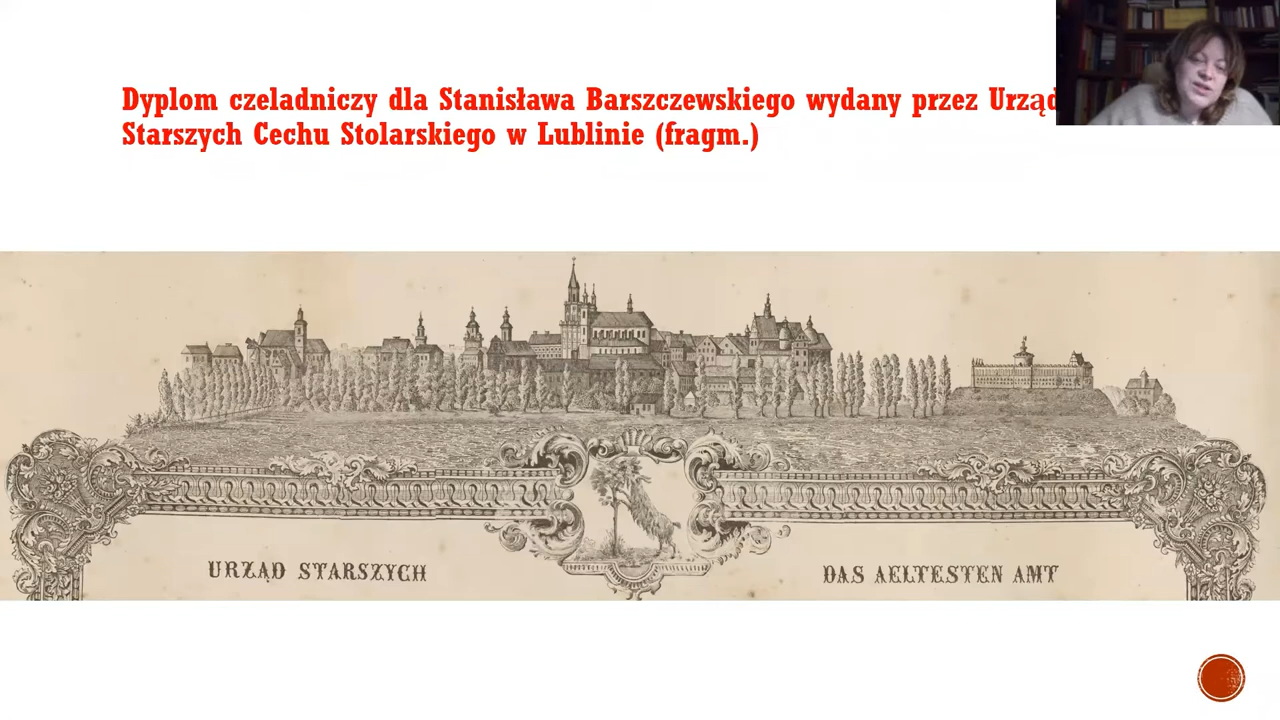 Dyplom czeladniczy dla Stanisława Barszczewskiego wydany przez Urząd
Starszych Cechu Stolarskiego w Lublinie (fragm.)
URZĄD STARSZYCH
DAS AELTESTEN AMT